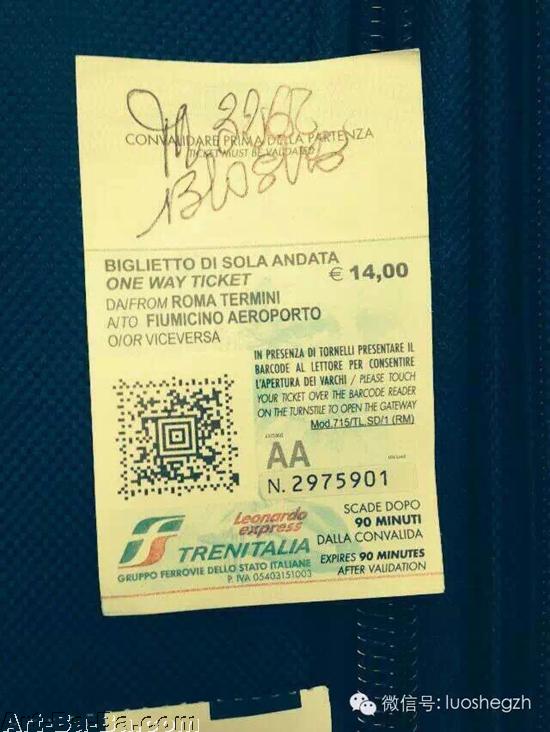 CONVALIDARE PRIMA DELLA PARTENZA
TICKET MUST BE VALIDATED
BIGLIETTO DI SOLA ANDATA
ONE WAY TICKET
€ 14,00
DA/FROM ROMA TERMINI
A/TO FIUMICINO AEROPORTO
O/OR VICEVERSA
IN PRESENZA DI TORNELLI PRESENTARE IL
BARCODE AL LETTORE PER CONSENTIRE
L'APERTURA DEI VARCHI / PLEASE TOUCH
YOUR TICKET OVER THE BARCODE READER
ON THE TURNSTILE TO OPEN THE GATEWAY
Mod.715/TL.SD/1 (RM)
AA
N. 2975901
Leonardo
express
TRENITALIA
GRUPPO FERROVIE DELLO STATO ITALIANE
P. IVA 05403151003
SCADE DOPO
90 MINUTI
DALLA CONVALIDA
EXPIRES 90 MINUTES
AFTER VALIDATION
微信号: luoshegzh
Art-Ba-Ba.com